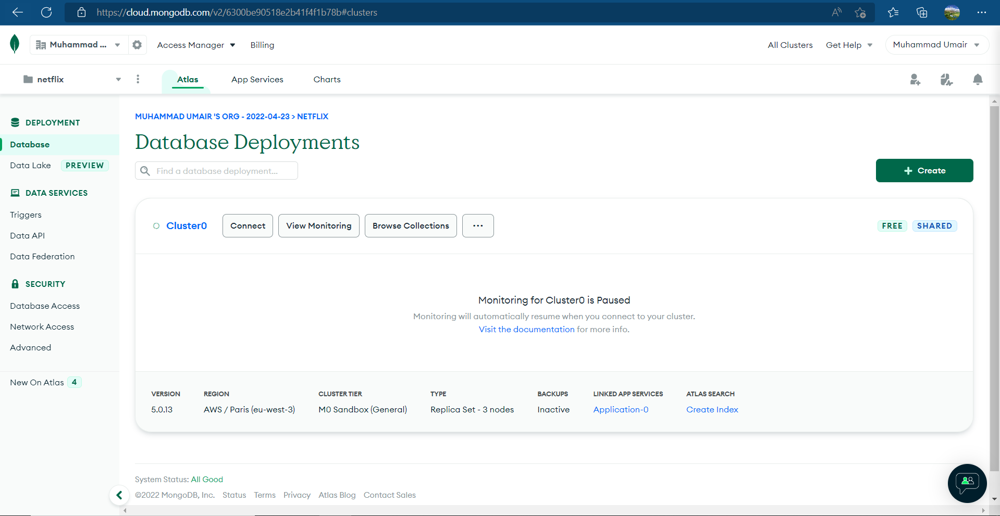 https://cloud.mongodb.com/v2/6300be90518e2b41f4f1b78b#clusters
Muhammad ...
Access Manager
Billing
All Clusters
Get Help
Muhammad Umair
netflix
Atlas
App Services
Charts
DEPLOYMENT
Database
Data Lake PREVIEW
DATA SERVICES
Triggers
Data API
Data Federation
SECURITY
Database Access
Network Access
Advanced
New On Atlas 4
MUHAMMAD UMAIR 'S ORG - 2022-04-23 > NETFLIX
Database Deployments
Find a database deployment...
+ Create
Cluster0
Connect
View Monitoring
Browse Collections
...
FREE
SHARED
Monitoring for Cluster0 is Paused
Monitoring will automatically resume when you connect to your cluster.
Visit the documentation for more info.
VERSION
5.0.13
REGION
AWS / Paris (eu-west-3)
CLUSTER TIER
M0 Sandbox (General)
TYPE
Replica Set - 3 nodes
BACKUPS
Inactive
LINKED APP SERVICES
Application-0
ATLAS SEARCH
Create Index
System Status: All Good
©2022 MongoDB, Inc. Status Terms Privacy Atlas Blog Contact Sales